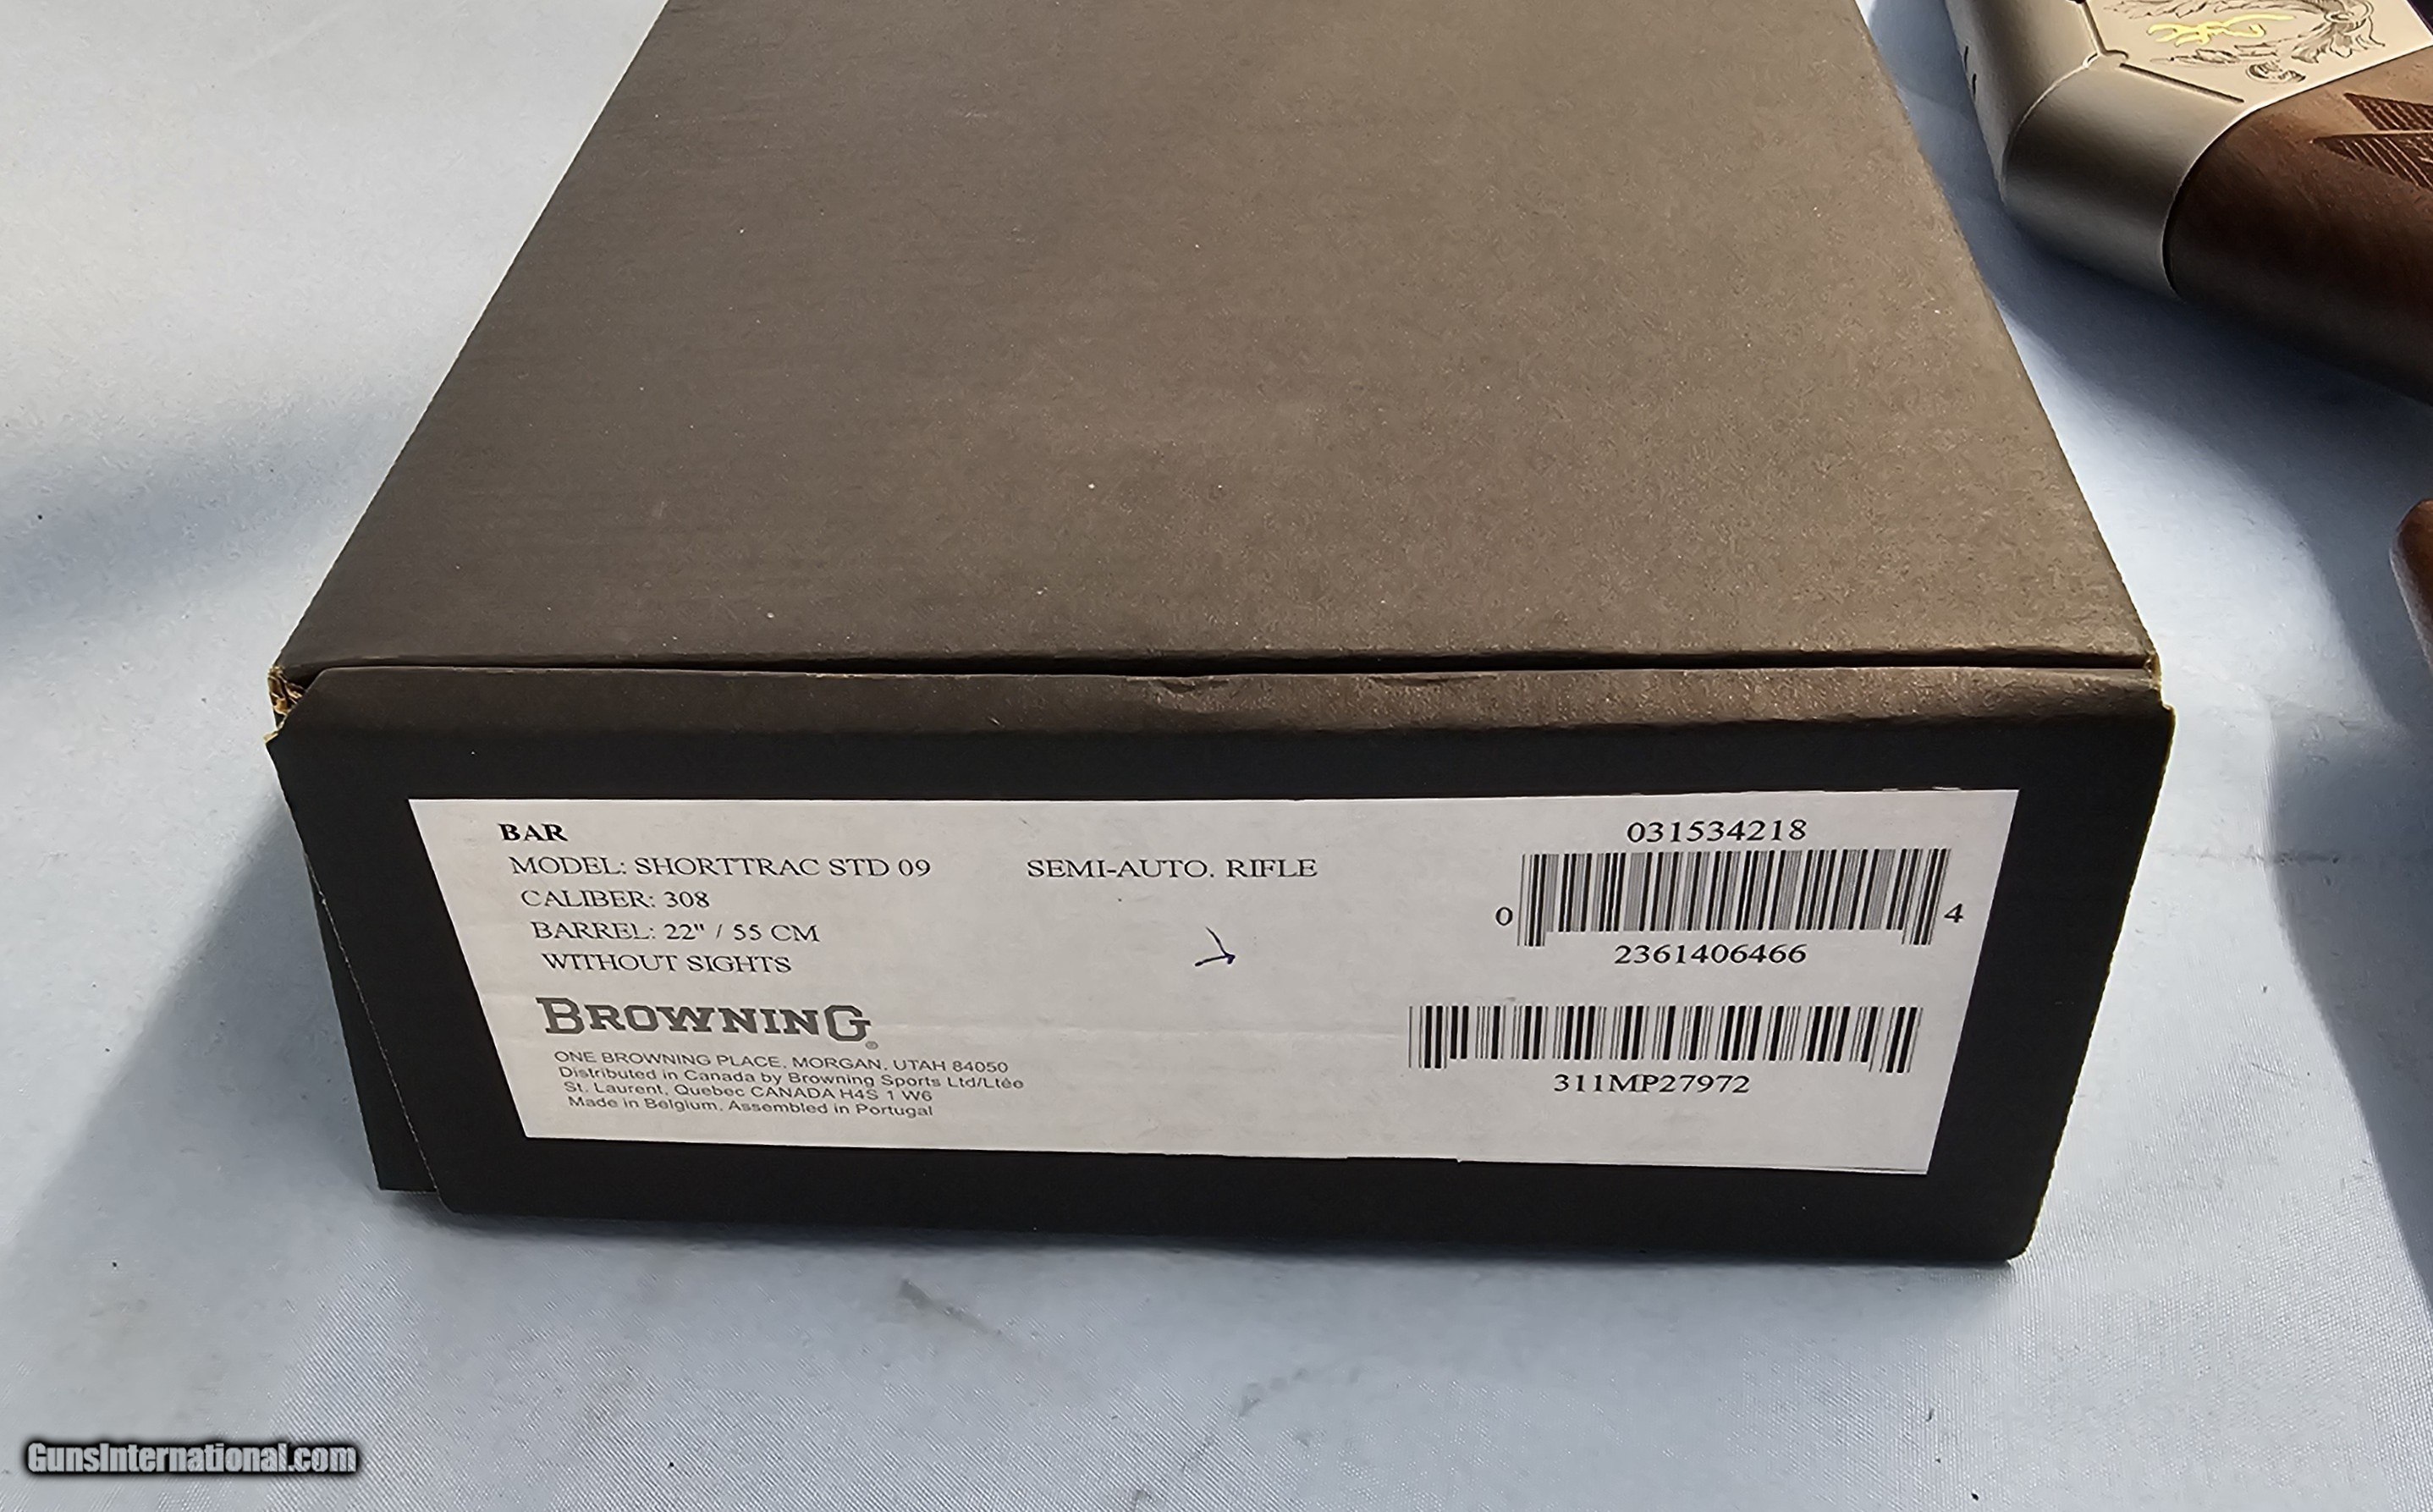 BAR
MODEL: SHORTTRAC STD 09 SEMI-AUTO. RIFLE
CALIBER: 308
BARREL: 22" / 55 CM
WITHOUT SIGHTS
BROWNING®
ONE BROWNING PLACE, MORGAN, UTAH 84050
Distributed in Canada by Browning Sports Ltd/Ltée
St. Laurent, Quebec CANADA H4S 1 W6
Made in Belgium, Assembled in Portugal
031534218
0 4
2361406466
311MP27972
GunsInternational.com